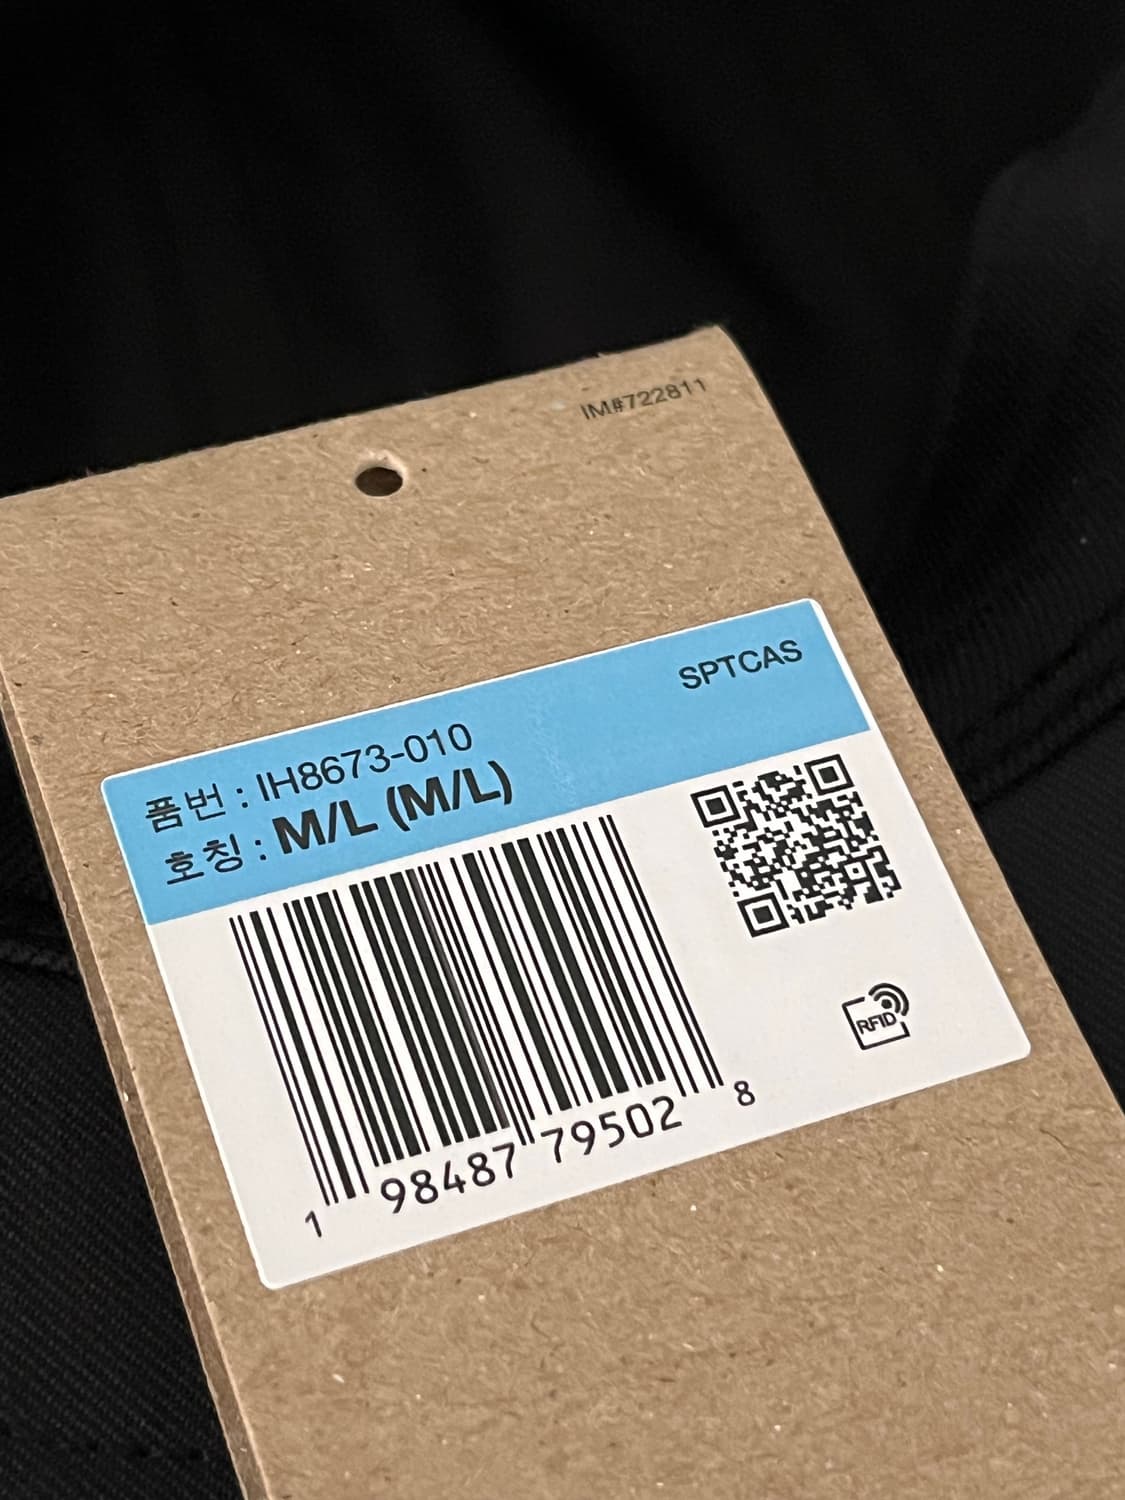 IM#722811
SPTCAS
품번 : IH8673-010
호칭 : M/L (M/L)
RFID
1 98487 79502 8